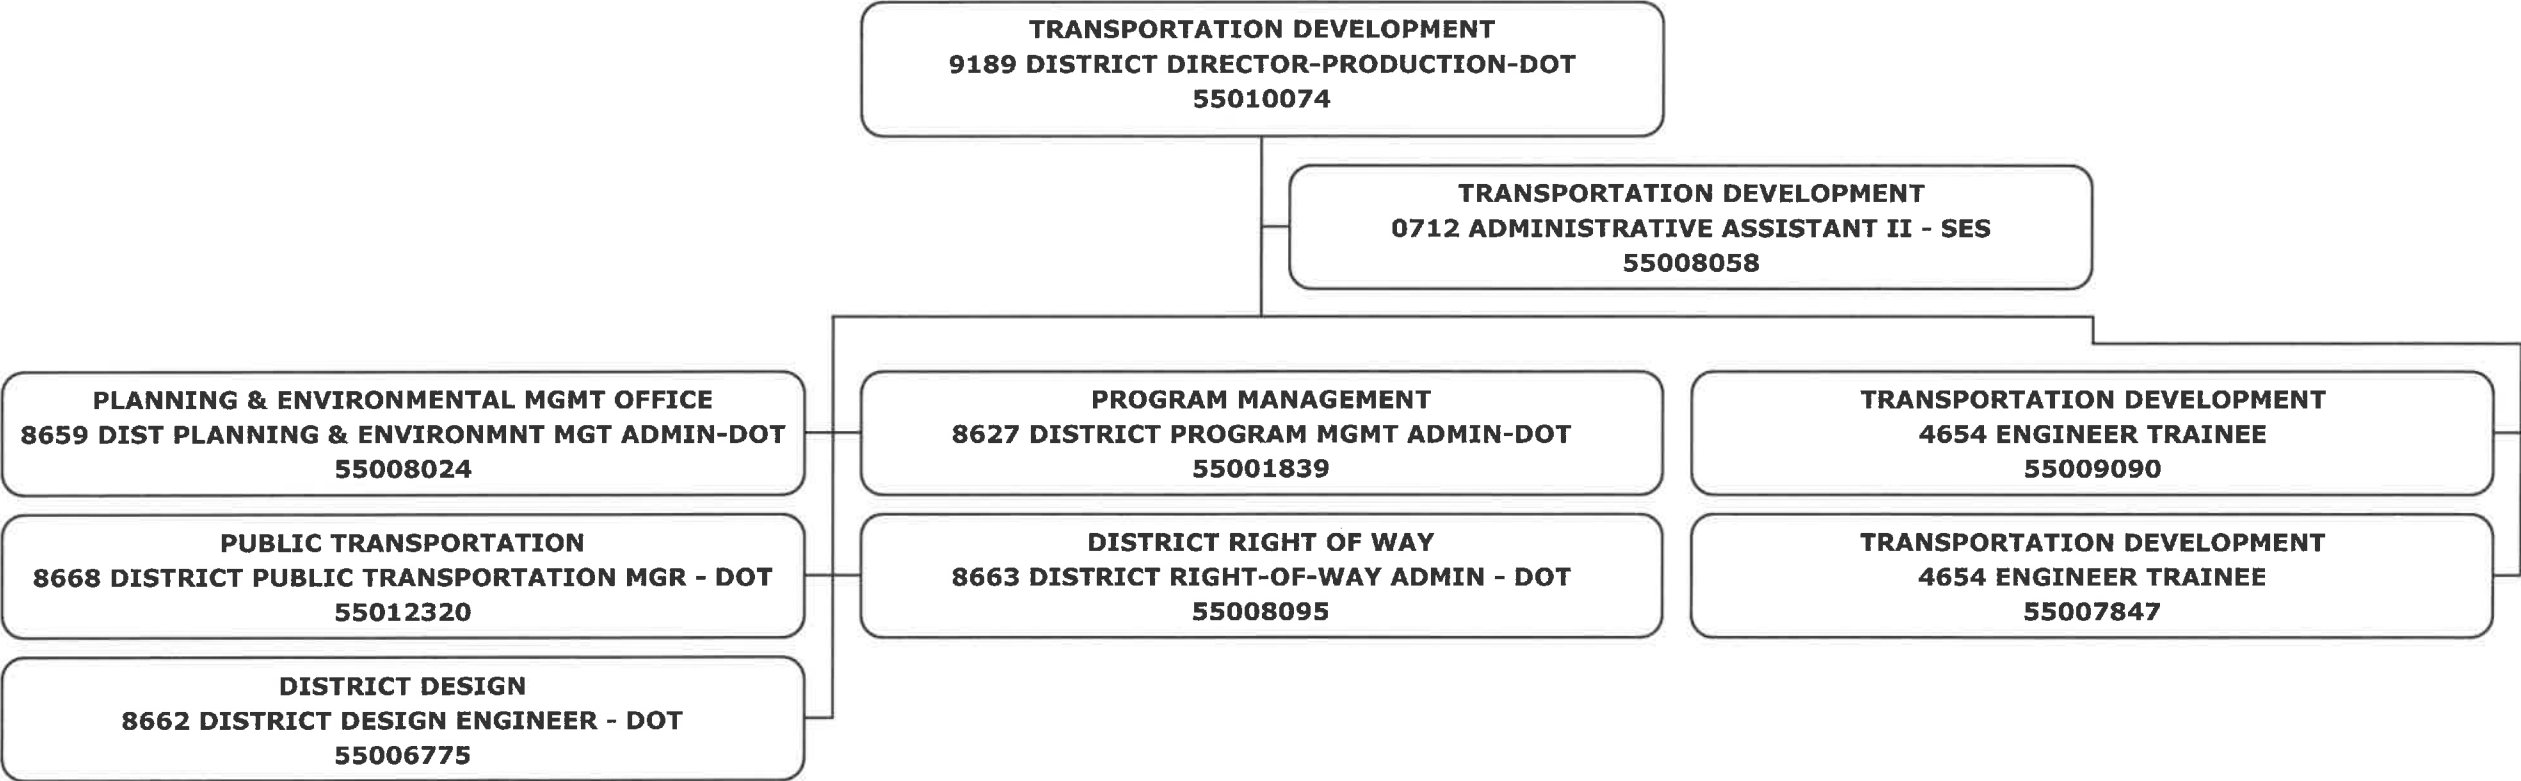 TRANSPORTATION DEVELOPMENT
9189 DISTRICT DIRECTOR-PRODUCTION-DOT
55010074
TRANSPORTATION DEVELOPMENT
0712 ADMINISTRATIVE ASSISTANT II - SES
55008058
PLANNING & ENVIRONMENTAL MGMT OFFICE
8659 DIST PLANNING & ENVIRONMNT MGT ADMIN-DOT
55008024
PROGRAM MANAGEMENT
8627 DISTRICT PROGRAM MGMT ADMIN-DOT
55001839
TRANSPORTATION DEVELOPMENT
4654 ENGINEER TRAINEE
55009090
PUBLIC TRANSPORTATION
8668 DISTRICT PUBLIC TRANSPORTATION MGR - DOT
55012320
DISTRICT RIGHT OF WAY
8663 DISTRICT RIGHT-OF-WAY ADMIN - DOT
55008095
TRANSPORTATION DEVELOPMENT
4654 ENGINEER TRAINEE
55007847
DISTRICT DESIGN
8662 DISTRICT DESIGN ENGINEER - DOT
55006775